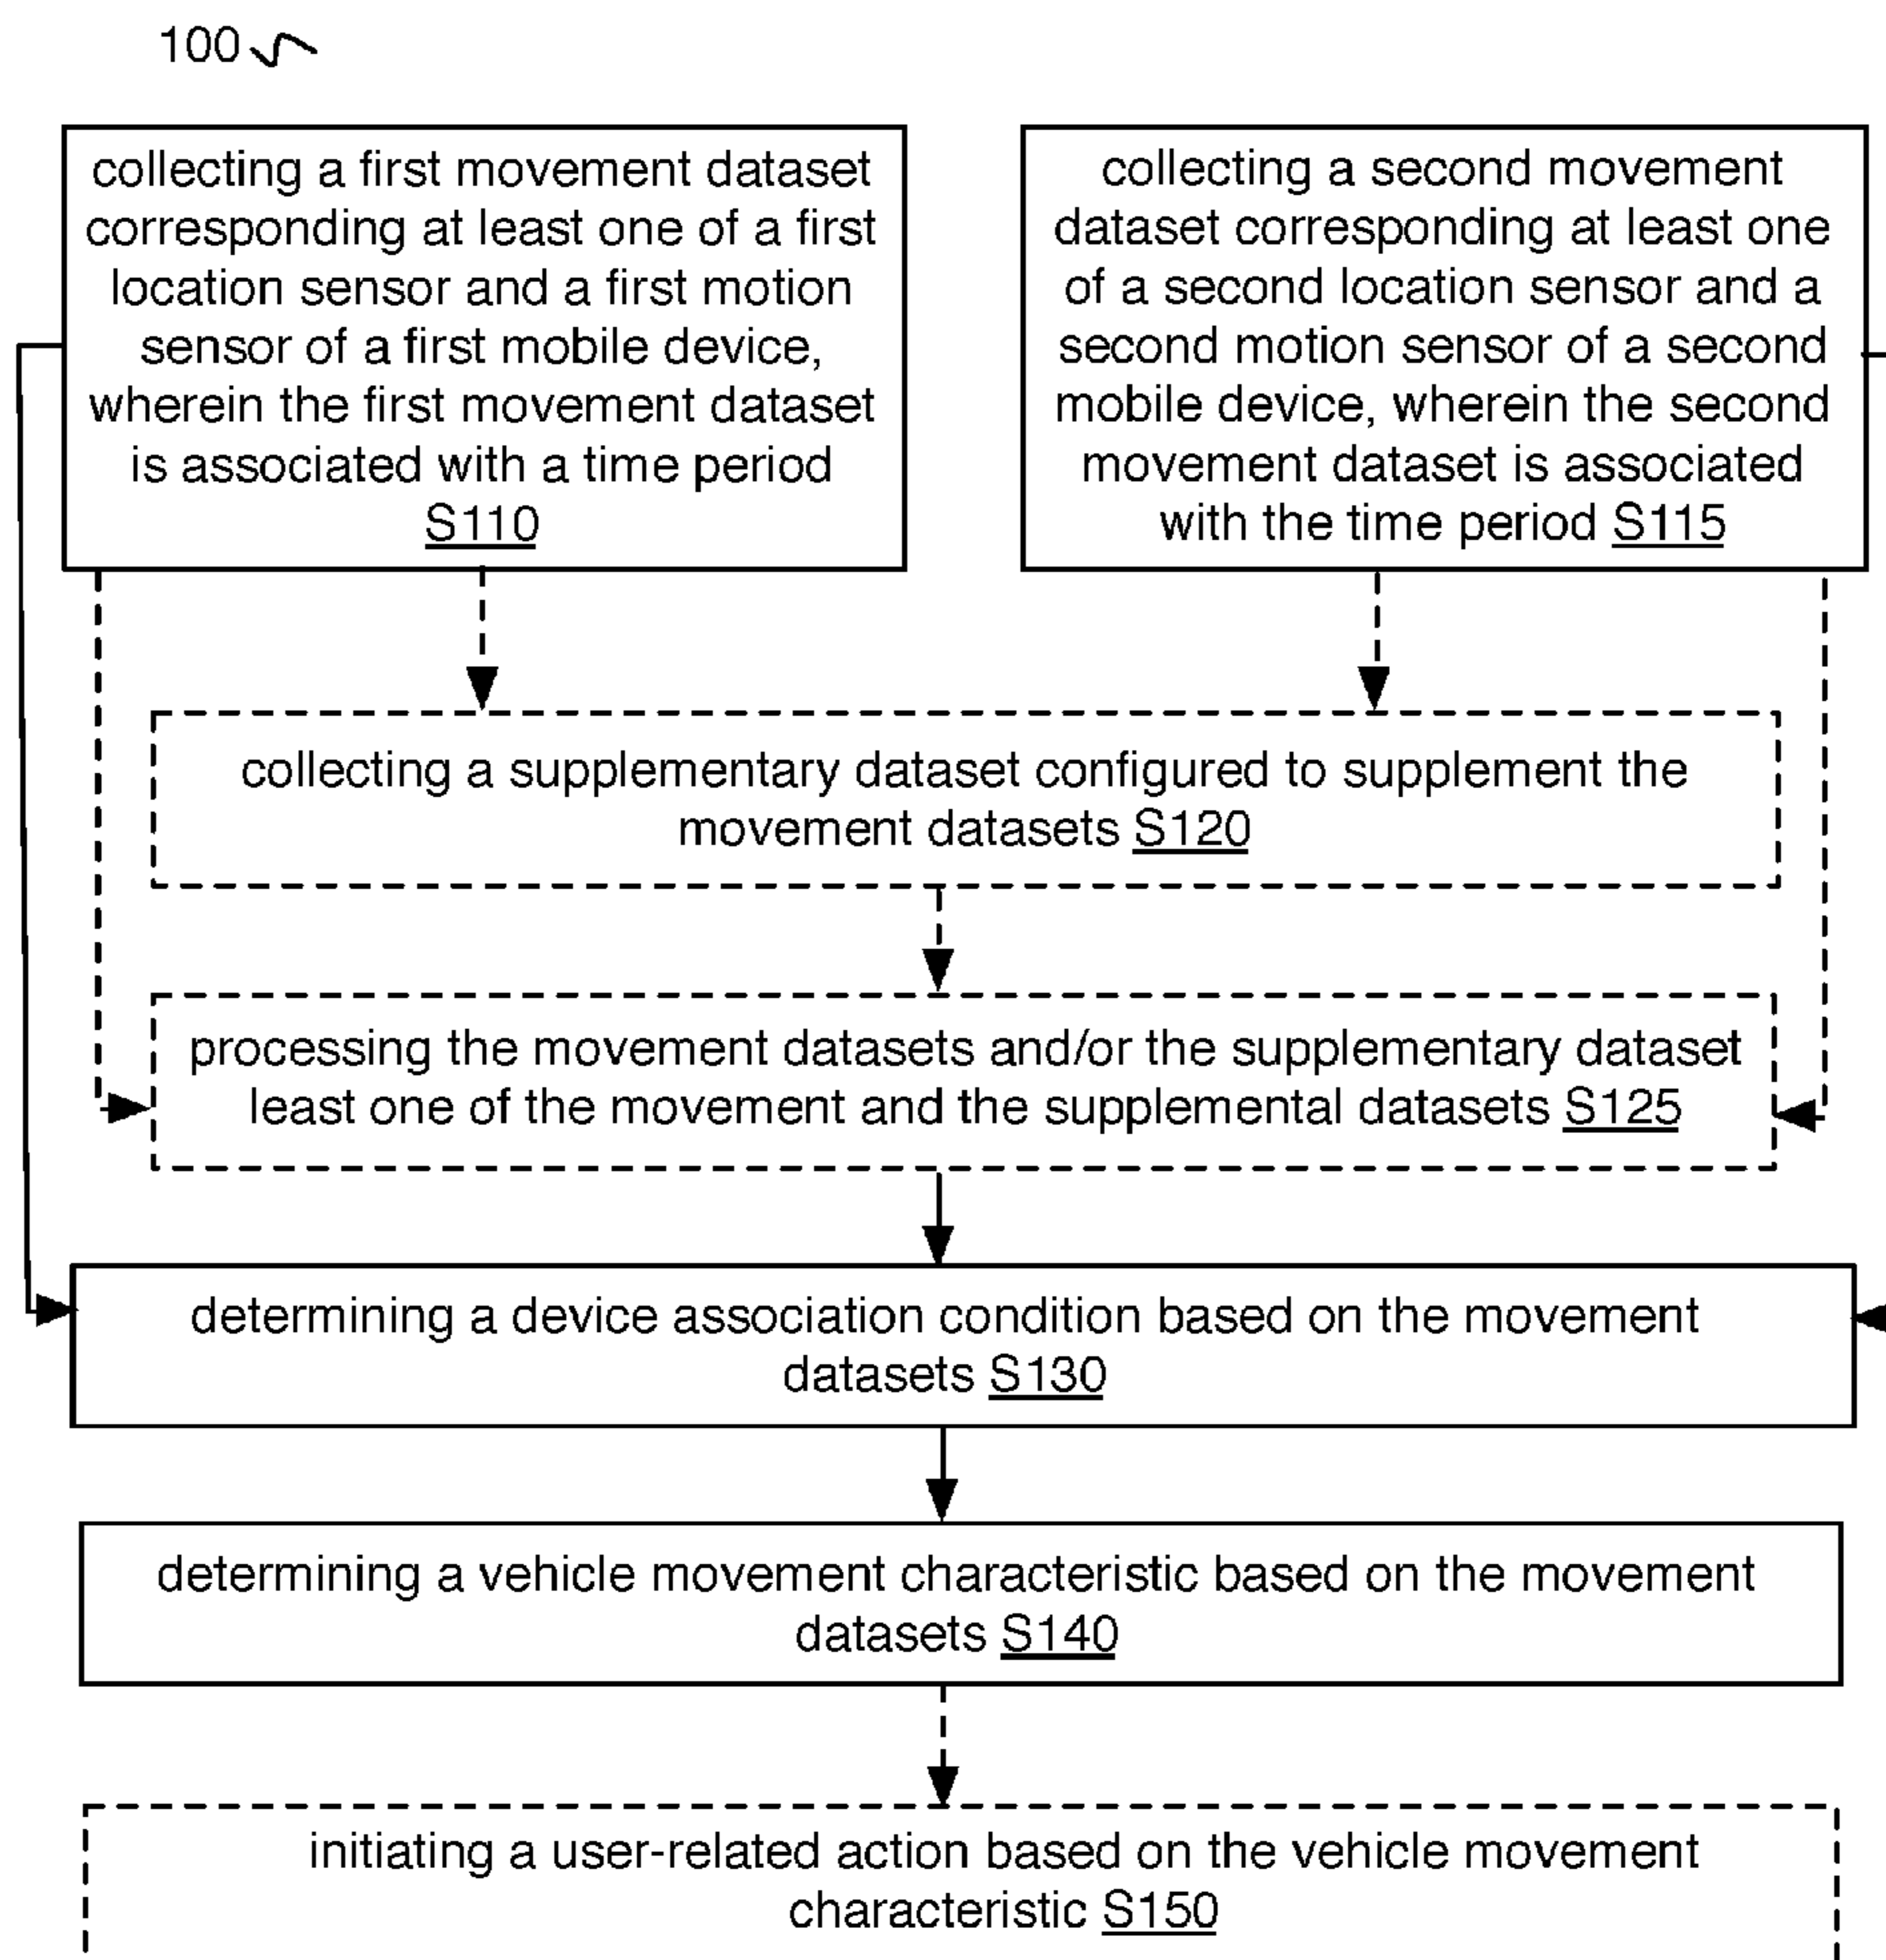 100
collecting a first movement dataset
corresponding at least one of a first
location sensor and a first motion
sensor of a first mobile device,
wherein the first movement dataset
is associated with a time period
S110
collecting a second movement
dataset corresponding at least one
of a second location sensor and a
second motion sensor of a second
mobile device, wherein the second
movement dataset is associated
with the time period S115
collecting a supplementary dataset configured to supplement the
movement datasets S120
processing the movement datasets and/or the supplementary dataset
least one of the movement and the supplemental datasets S125
determining a device association condition based on the movement
datasets S130
determining a vehicle movement characteristic based on the movement
datasets S140
initiating a user-related action based on the vehicle movement
characteristic S150